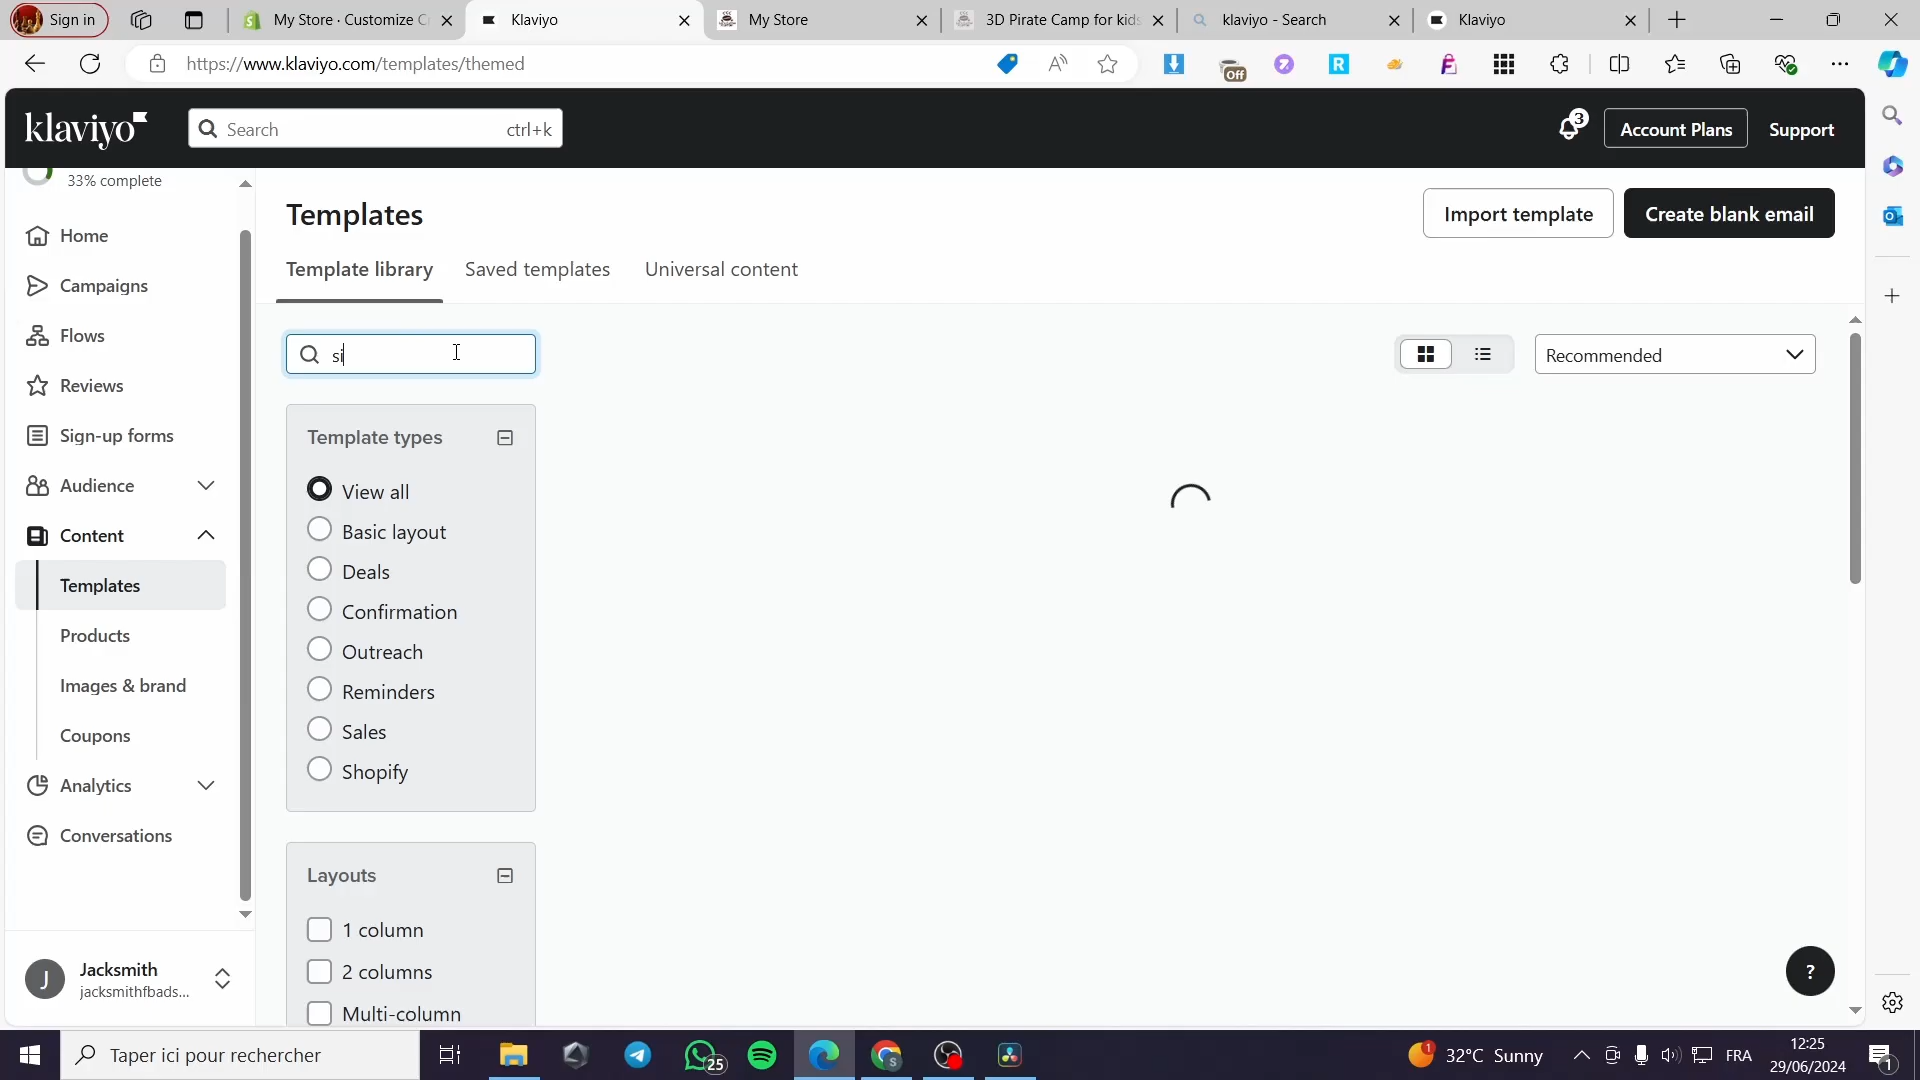 Sign in
My Store · Customize C
Klaviyo
My Store
3D Pirate Camp for kids
klaviyo - Search
Klaviyo
https://www.klaviyo.com/templates/themed
Off
klaviyo
Search
ctrl+k
3
Account Plans
Support
33% complete
Home
Campaigns
Flows
Reviews
Sign-up forms
Audience
Content
Templates
Products
Images & brand
Coupons
Analytics
Conversations
J
Jacksmith
jacksmithfbads...
Templates
Import template
Create blank email
Template library
Saved templates
Universal content
si
Recommended
Template types
View all
Basic layout
Deals
Confirmation
Outreach
Reminders
Sales
Shopify
Layouts
1 column
2 columns
Multi-column
?
Taper ici pour rechercher
25
S
1
32°C Sunny
FRA
12:25
29/06/2024
1